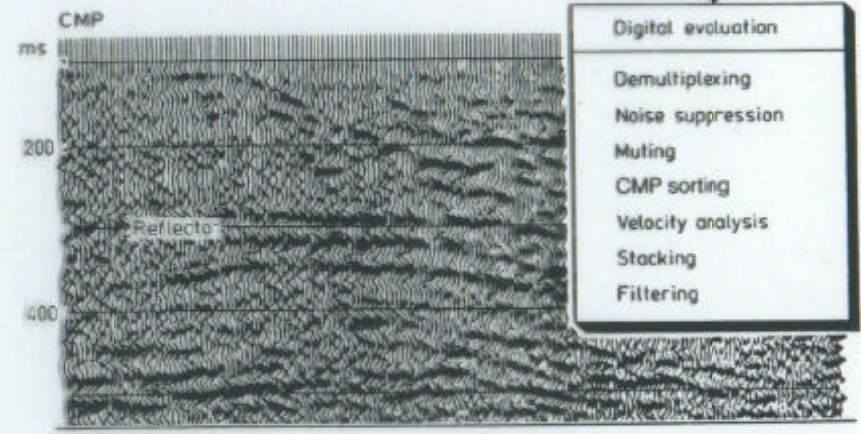 CMP
ms
200
Reflector
400
Digital evaluation
Demultiplexing
Noise suppression
Muting
CMP sorting
Velocity analysis
Stacking
Filtering